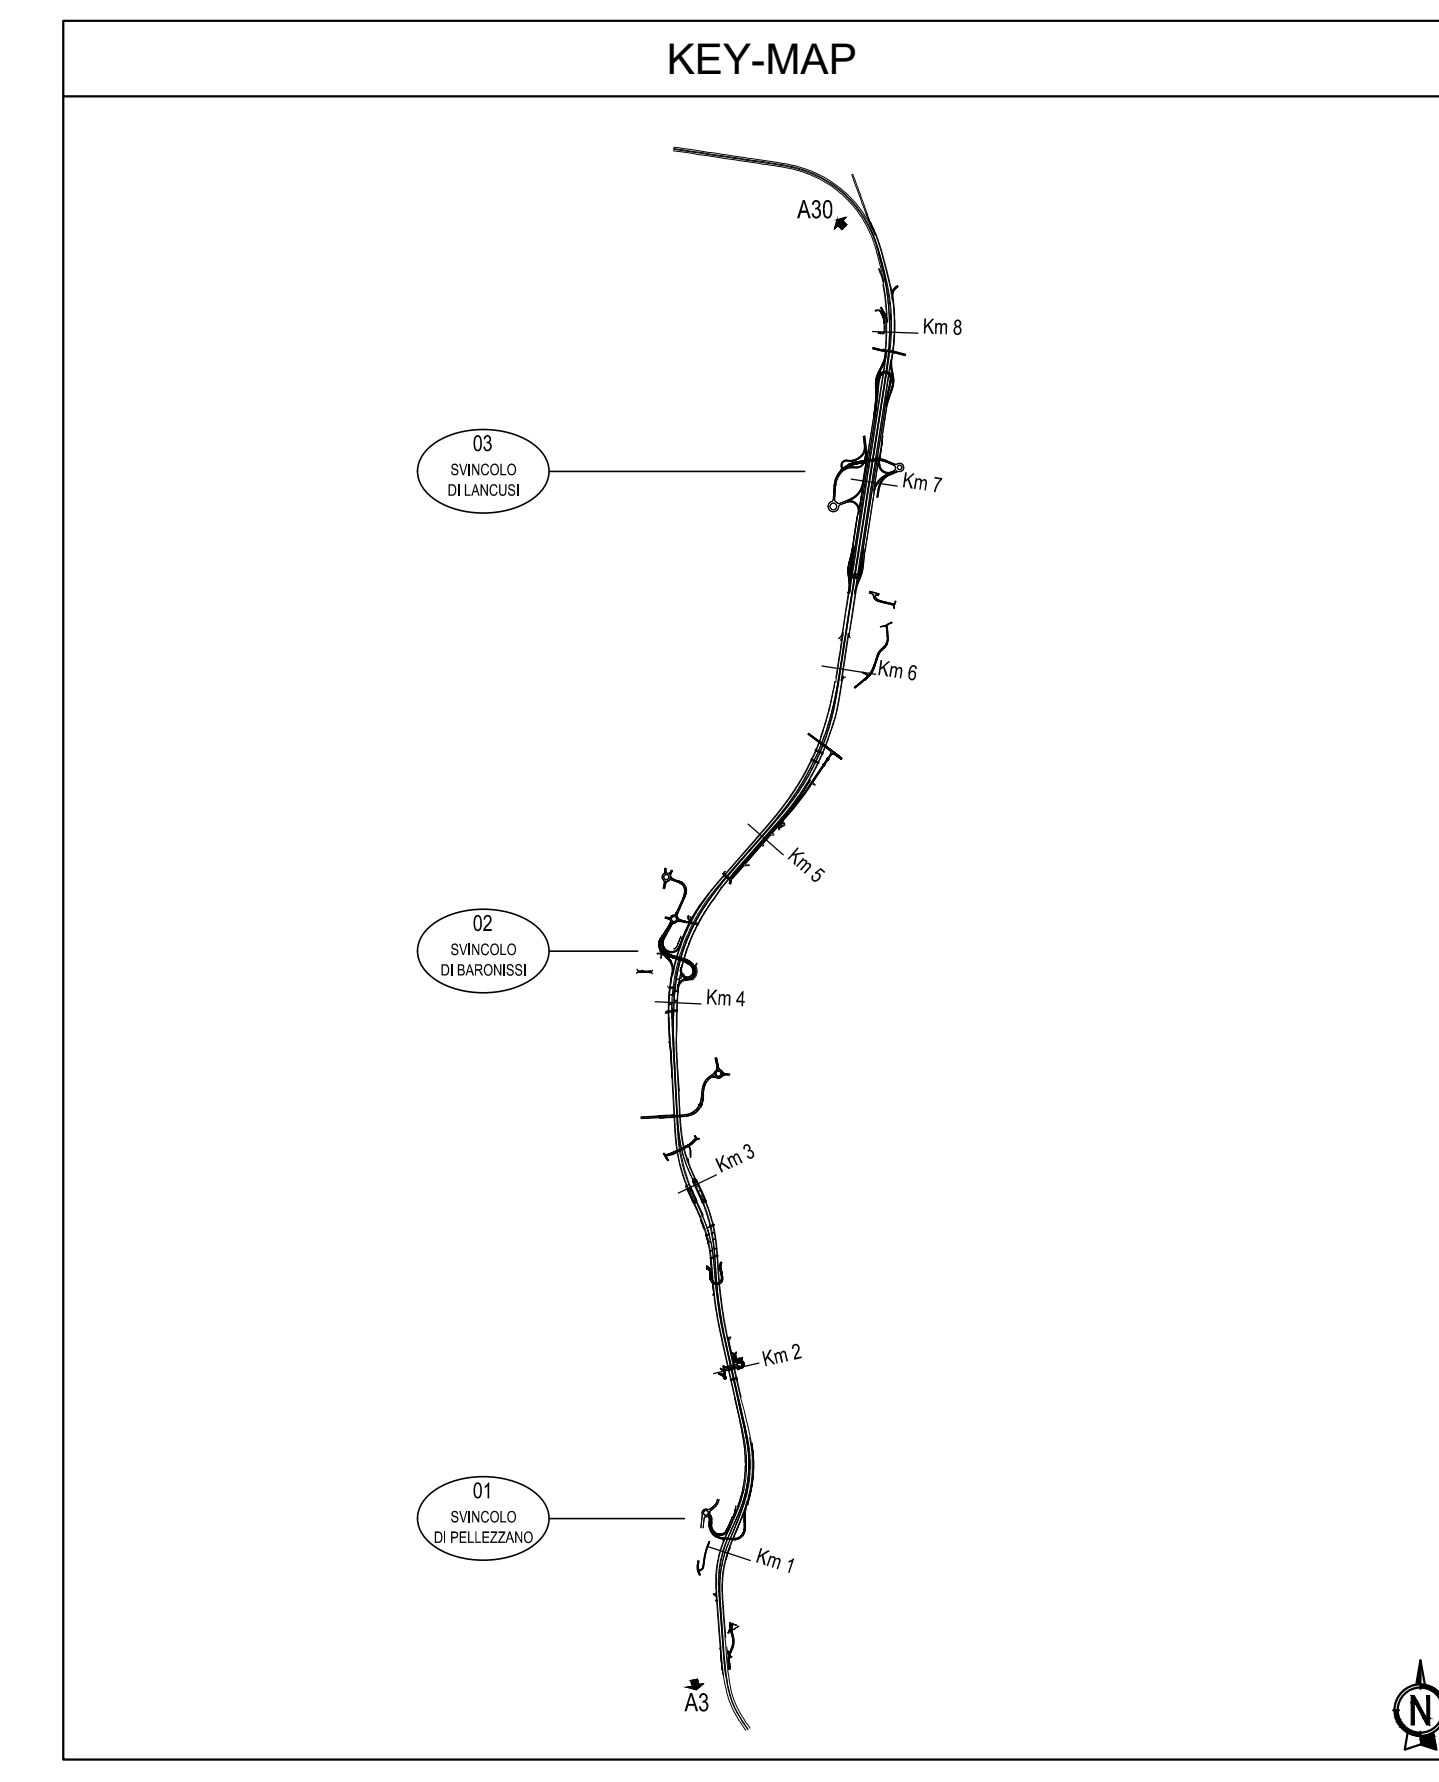 KEY-MAP
A30
Km 8
03
SVINCOLO
DI LANCUSI
Km 7
Km 6
Km 5
02
SVINCOLO
DI BARONISSI
Km 4
Km 3
Km 2
01
SVINCOLO
DI PELLEZZANO
Km 1
A3
N